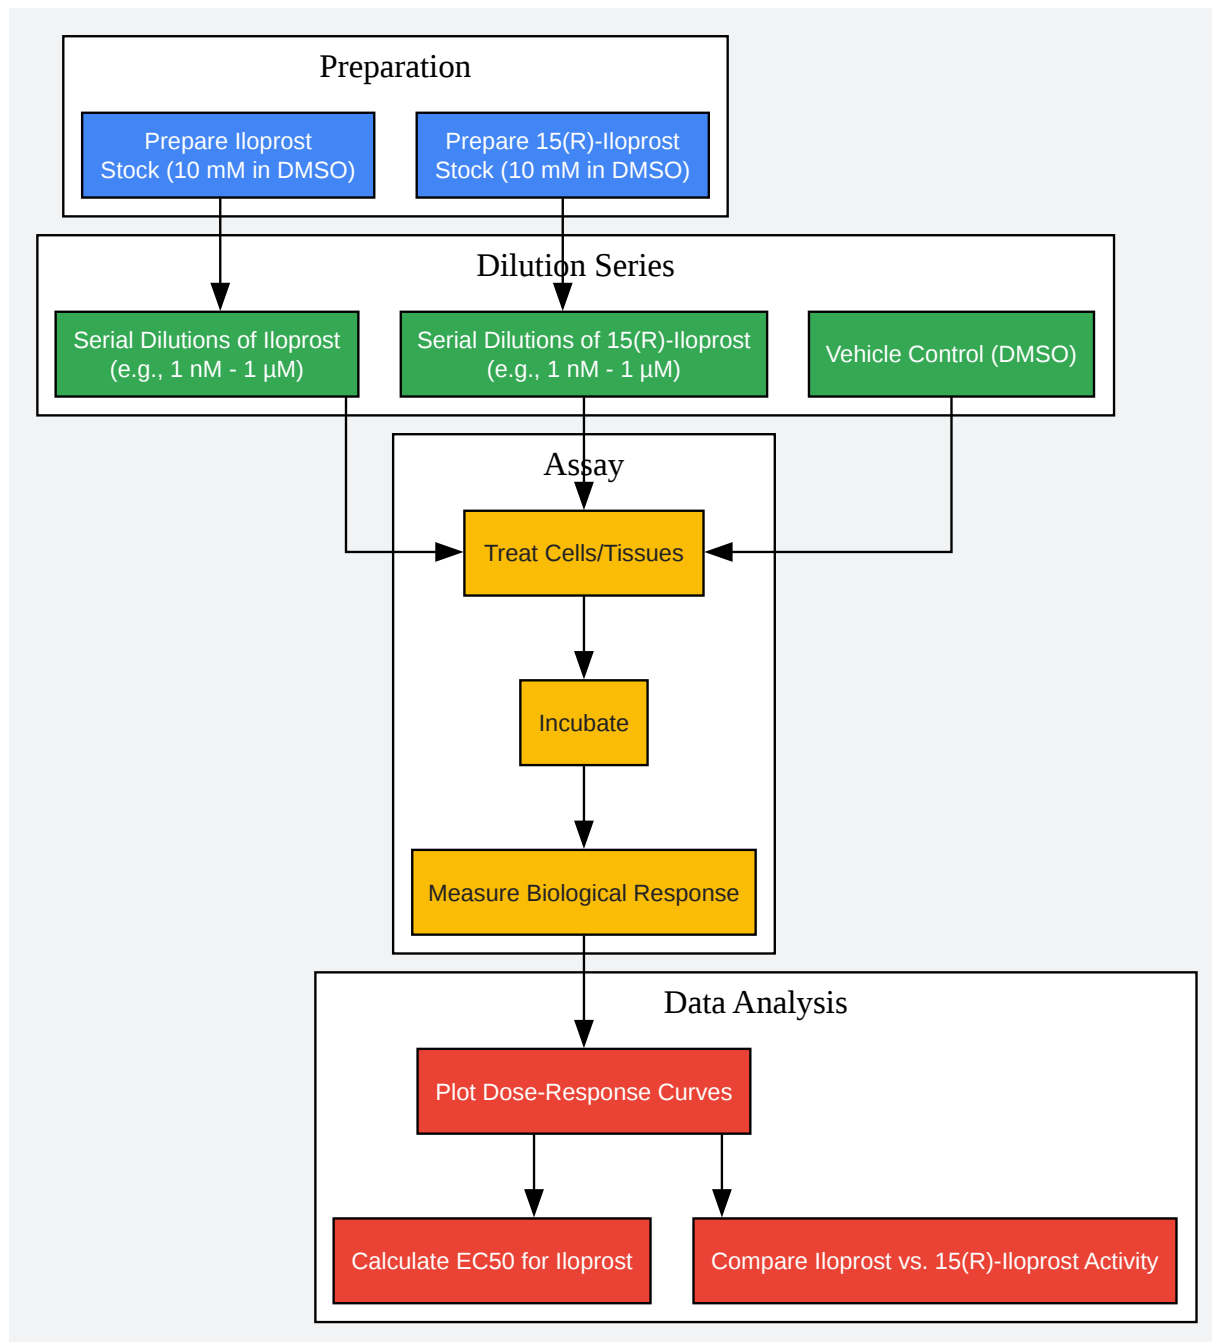 Preparation
Prepare Iloprost
Stock (10 mM in DMSO)
Prepare 15(R)-Iloprost
Stock (10 mM in DMSO)
Dilution Series
Serial Dilutions of Iloprost
(e.g., 1 nM - 1 µM)
Serial Dilutions of 15(R)-Iloprost
(e.g., 1 nM - 1 µM)
Vehicle Control (DMSO)
Assay
Treat Cells/Tissues
Incubate
Measure Biological Response
Data Analysis
Plot Dose-Response Curves
Calculate EC50 for Iloprost
Compare Iloprost vs. 15(R)-Iloprost Activity